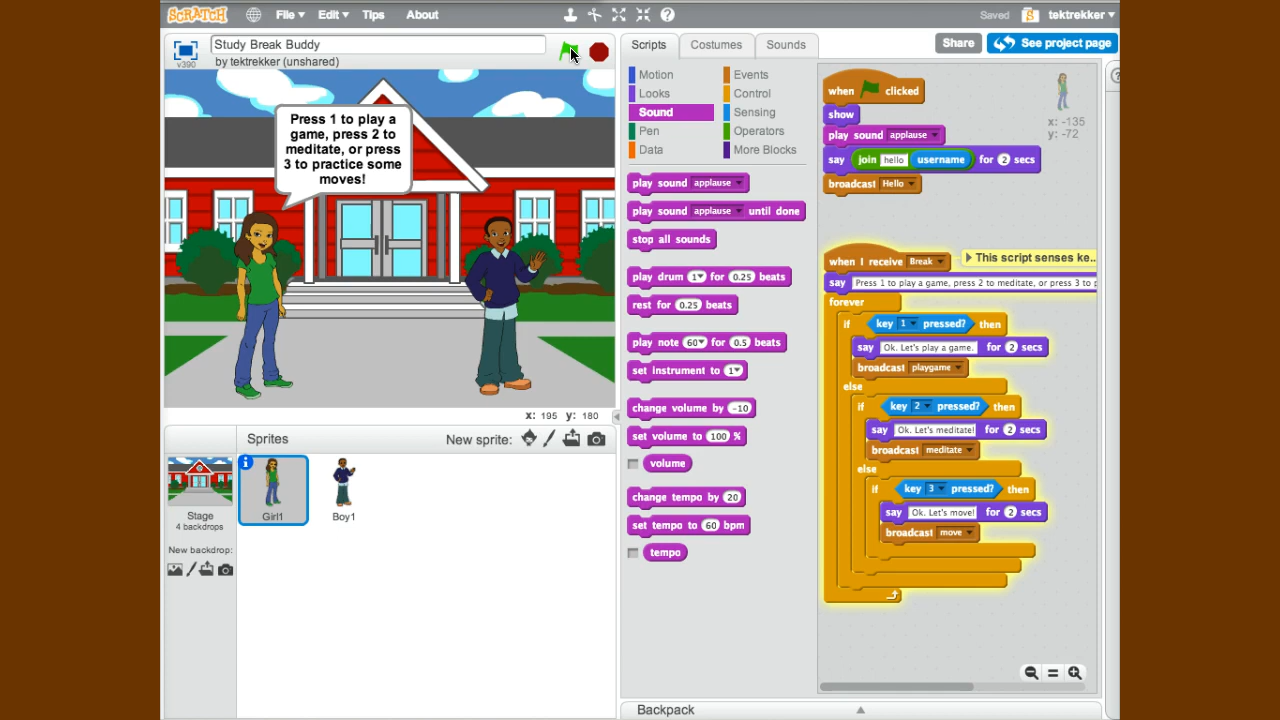 SCRATCH File Edit Tips About Saved tektrekker
Study Break Buddy
by tektrekker (unshared)
v390
Press 1 to play a
game, press 2 to
meditate, or press
3 to practice some
moves!
x: 195 y: 180
Sprites New sprite:
Stage
4 backdrops
New backdrop:
Girl1
Boy1
Scripts Costumes Sounds
Share See project page
Motion Events
Looks Control
Sound Sensing
Pen Operators
Data More Blocks
play sound applause
play sound applause until done
stop all sounds
play drum 1 for 0.25 beats
rest for 0.25 beats
play note 60 for 0.5 beats
set instrument to 1
change volume by -10
set volume to 100 %
volume
change tempo by 20
set tempo to 60 bpm
tempo
when clicked
show
play sound applause
say join hello username for 2 secs
broadcast Hello
x: -135
y: -72
when I receive Break
This script senses ke..
say Press 1 to play a game, press 2 to meditate, or press 3 to p
forever
if key 1 pressed? then
say Ok. Let's play a game. for 2 secs
broadcast playgame
else
if key 2 pressed? then
say Ok. Let's meditate! for 2 secs
broadcast meditate
else
if key 3 pressed? then
say Ok. Let's move! for 2 secs
broadcast move
Backpack